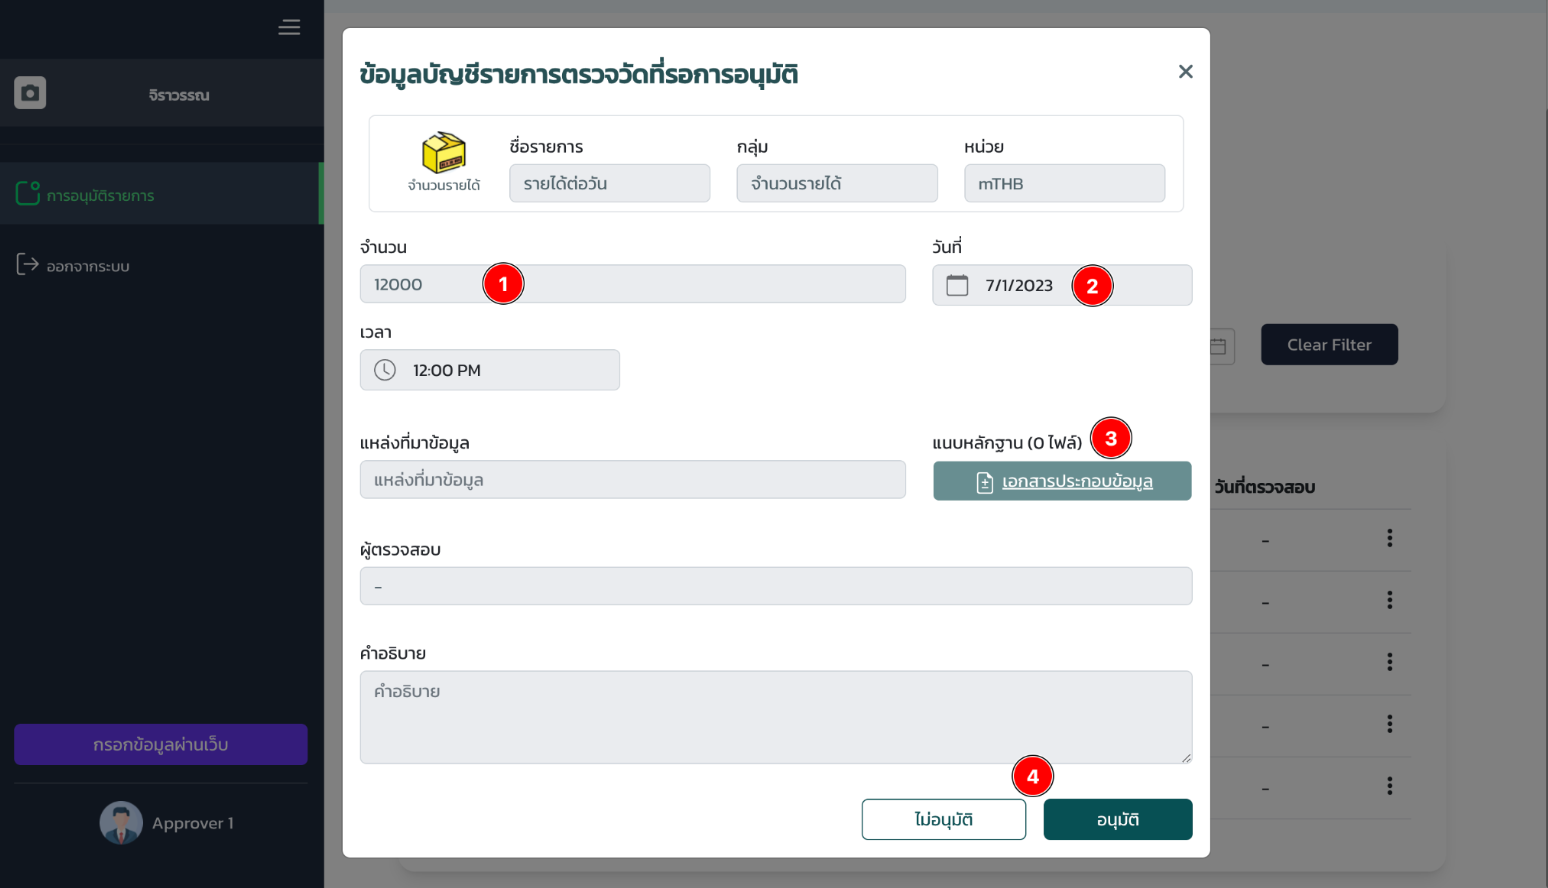 จิราวรรณ
การอนุมัติรายการ
ออกจากระบบ
กรอกข้อมูลผ่านเว็บ
Approver 1
ข้อมูลบัญชีรายการตรวจวัดที่รอการอนุมัติ
จำนวนรายได้
ชื่อรายการ
กลุ่ม
หน่วย
รายได้ต่อวัน
จำนวนรายได้
mTHB
จำนวน
วันที่
12000
1
7/1/2023
2
เวลา
12:00 PM
Clear Filter
แหล่งที่มาข้อมูล
แนบหลักฐาน (0 ไฟล์)
3
แหล่งที่มาข้อมูล
เอกสารประกอบข้อมูล
วันที่ตรวจสอบ
-
-
-
-
-
ผู้ตรวจสอบ
-
คำอธิบาย
คำอธิบาย
4
ไม่อนุมัติ
อนุมัติ